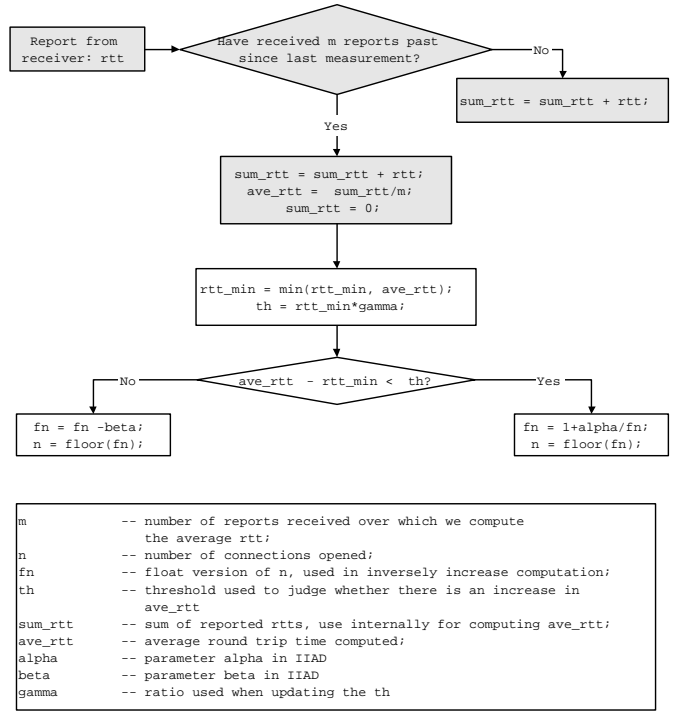 Report from
receiver: rtt
Have received m reports past
since last measurement?
No
sum_rtt = sum_rtt + rtt;
Yes
sum_rtt = sum_rtt + rtt;
ave_rtt = sum_rtt/m;
sum_rtt = 0;
rtt_min = min(rtt_min, ave_rtt);
th = rtt_min*gamma;
ave_rtt - rtt_min < th?
No
Yes
fn = fn -beta;
n = floor(fn);
fn = 1+alpha/fn;
n = floor(fn);
m -- number of reports received over which we compute
the average rtt;
n -- number of connections opened;
fn -- float version of n, used in inversely increase computation;
th -- threshold used to judge whether there is an increase in
ave_rtt
sum_rtt -- sum of reported rtts, use internally for computing ave_rtt;
ave_rtt -- average round trip time computed;
alpha -- parameter alpha in IIAD
beta -- parameter beta in IIAD
gamma -- ratio used when updating the th